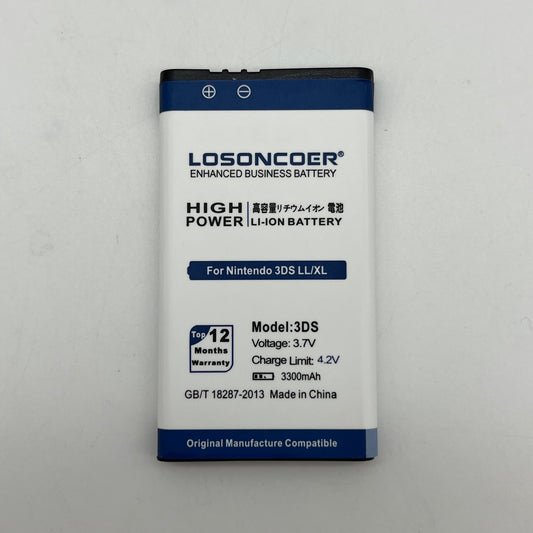 ⊕ ⊖
LOSONCOER®
ENHANCED BUSINESS BATTERY
HIGH POWER
高容量リチウムイオン 電池
LI-ION BATTERY
For Nintendo 3DS LL/XL
Top 12
Months
Warranty
Model:3DS
Voltage: 3.7V
Charge Limit: 4.2V
3300mAh
GB/T 18287-2013 Made in China
Original Manufacture Compatible